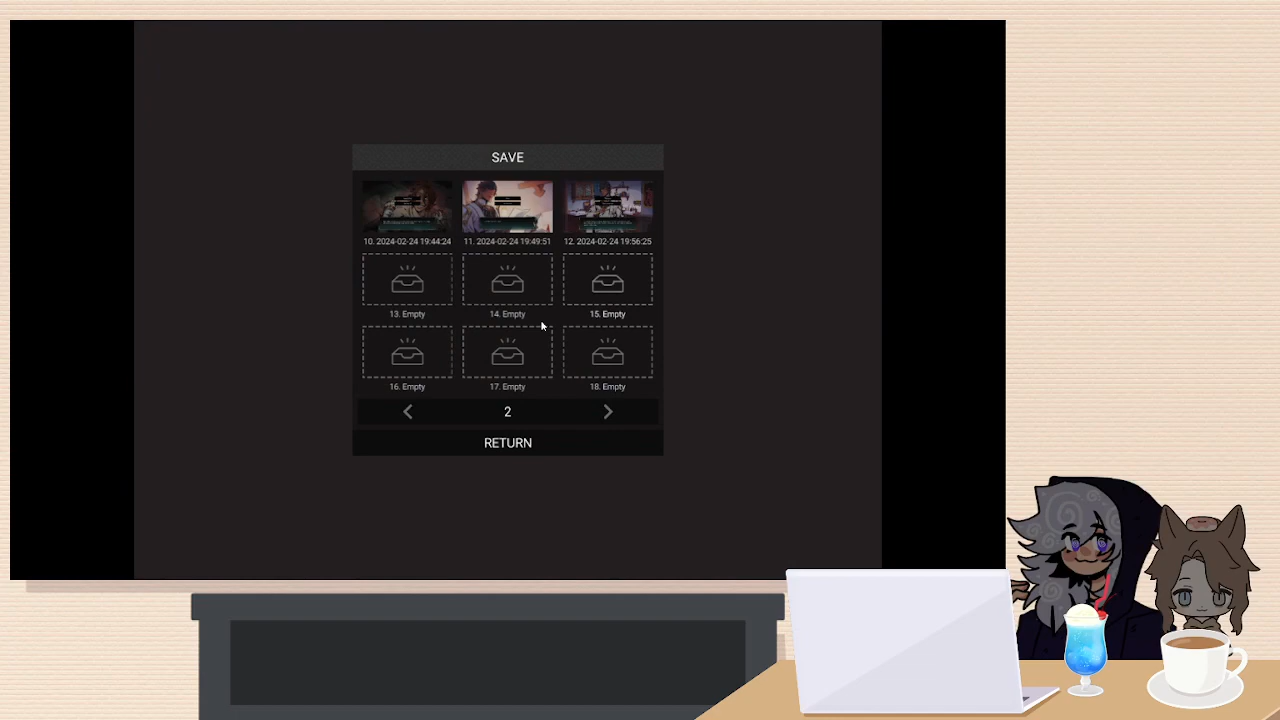 SAVE
10. 2024-02-24 19:44:24 11. 2024-02-24 19:49:51 12. 2024-02-24 19:56:25
13. Empty 14. Empty 15. Empty
16. Empty 17. Empty 18. Empty
2
RETURN